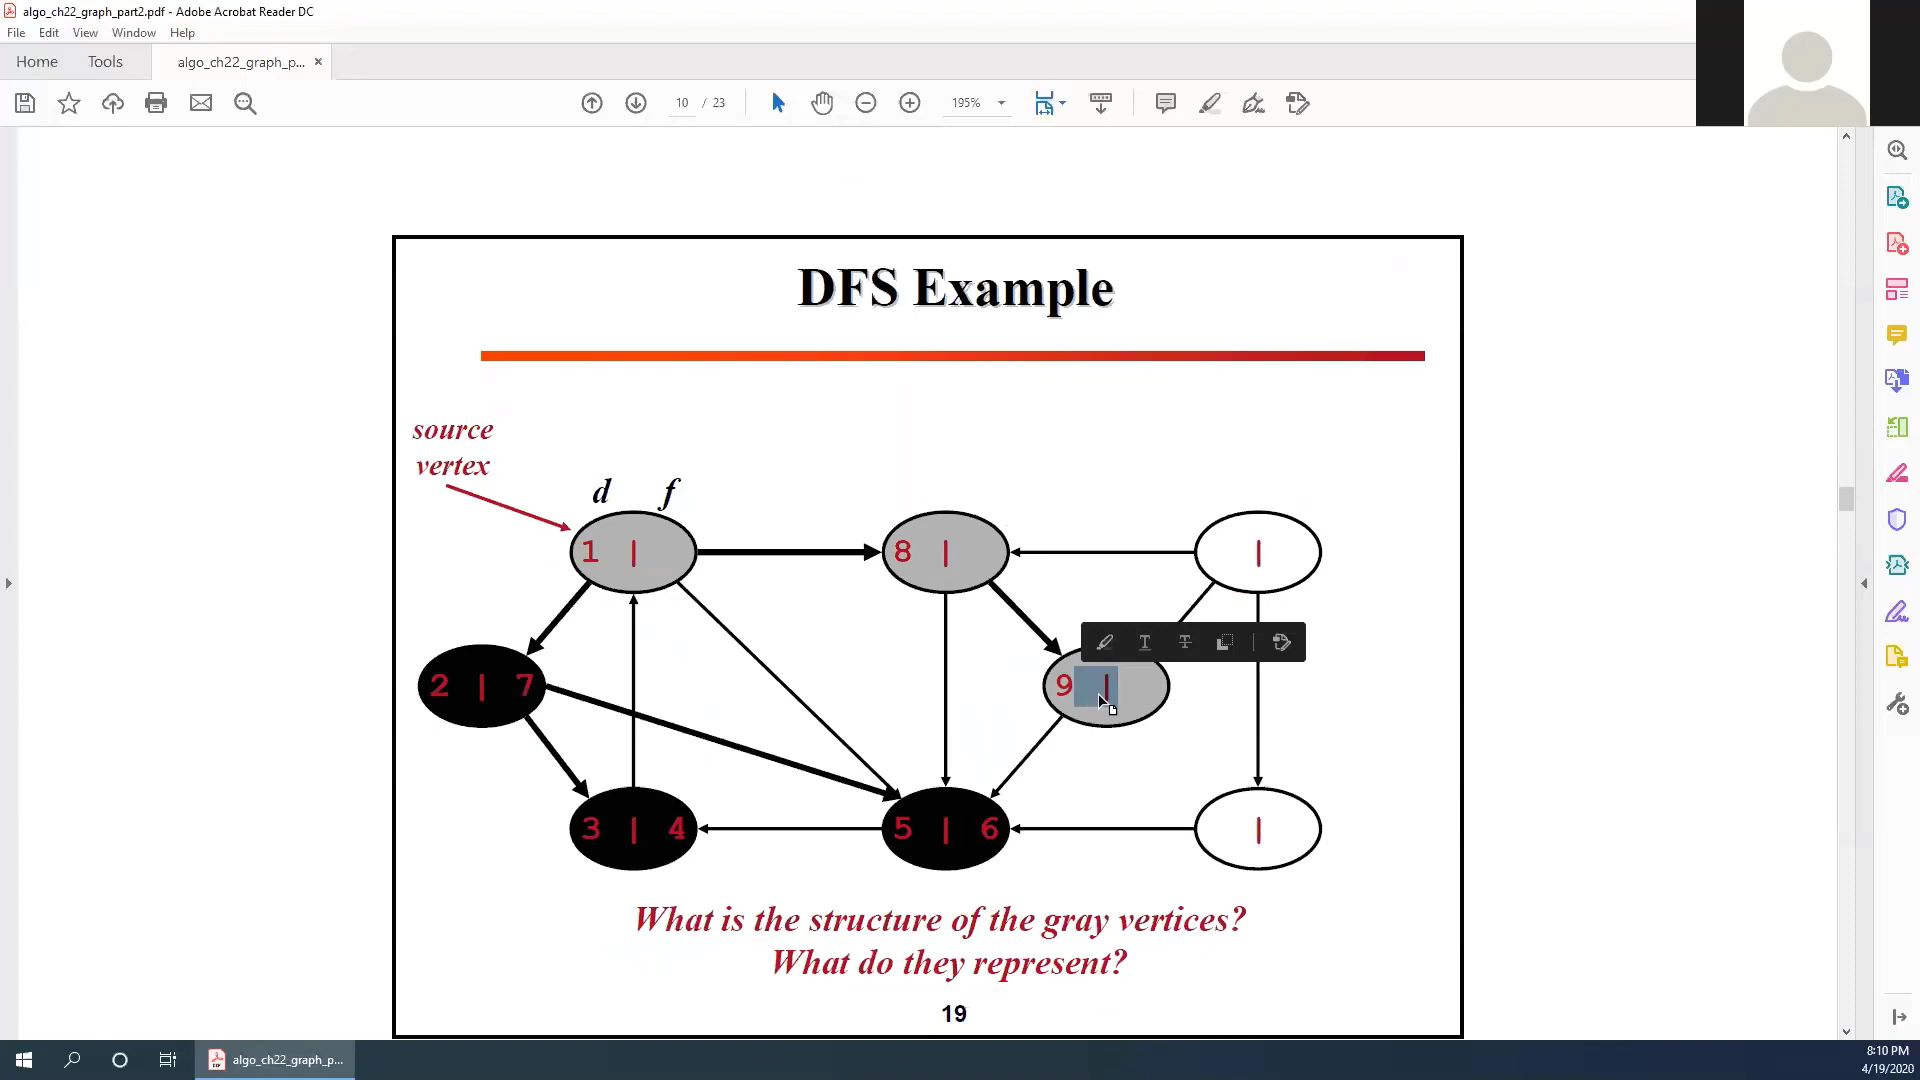 algo_ch22_graph_part2.pdf - Adobe Acrobat Reader DC
File Edit View Window Help
Home Tools algo_ch22_graph_p... ×
10 / 23 195%
DFS Example
source
vertex
d f
1 | 8 | |
2 | 7 9 |
3 | 4 5 | 6 |
What is the structure of the gray vertices?
What do they represent?
19
algo_ch22_graph_p...
8:10 PM
4/19/2020